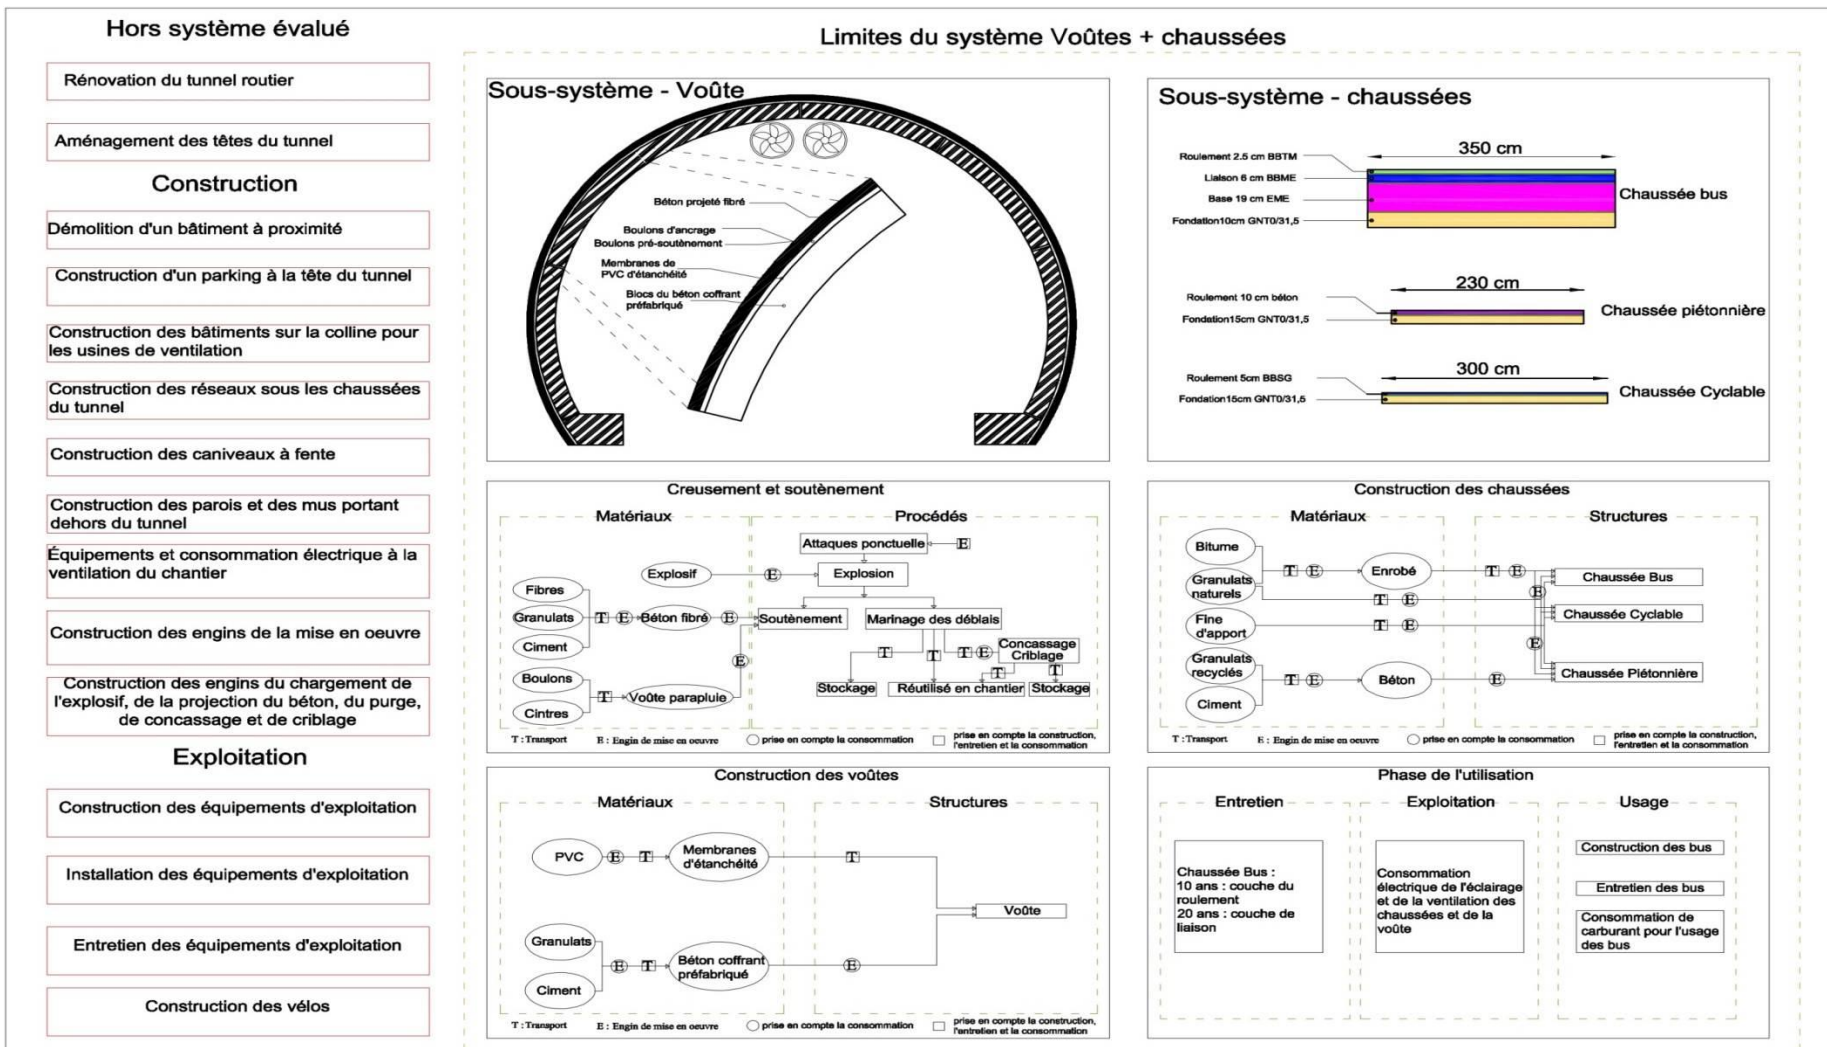 Hors système évalué
Rénovation du tunnel routier
Aménagement des têtes du tunnel
Construction
Démolition d'un bâtiment à proximité
Construction d'un parking à la tête du tunnel
Construction des bâtiments sur la colline pour
les usines de ventilation
Construction des réseaux sous les chaussées
du tunnel
Construction des caniveaux à fente
Construction des parois et des mus portant
dehors du tunnel
Équipements et consommation électrique à la
ventilation du chantier
Construction des engins de la mise en oeuvre
Construction des engins du chargement de
l'explosif, de la projection du béton, du purge,
de concassage et de criblage
Exploitation
Construction des équipements d'exploitation
Installation des équipements d'exploitation
Entretien des équipements d'exploitation
Construction des vélos
Limites du système Voûtes + chaussées
Sous-système - Voûte
Béton projeté fibré
Boulons d'ancrage
Boulons pré-soutènement
Membranes de
PVC d'étanchéité
Blocs du béton coffrant
préfabriqué
Sous-système - chaussées
350 cm
Roulement 2.5 cm BBTM
Liaison 6 cm BBME
Base 19 cm EME
Fondation10cm GNT0/31,5
Chaussée bus
230 cm
Roulement 10 cm béton
Fondation15cm GNT0/31,5
Chaussée piétonnière
300 cm
Roulement 5cm BBSG
Fondation15cm GNT0/31,5
Chaussée Cyclable
Creusement et soutènement
Matériaux
Procédés
Attaques ponctuelle
E
Explosif
E
Explosion
Fibres
Granulats
Ciment
T
E
Béton fibré
E
Soutènement
Marinage des déblais
Boulons
Cintres
T
Voûte parapluie
E
T
T
T
E
Concassage
Criblage
T
T
Stockage
Réutilisé en chantier
Stockage
T : Transport
E : Engin de mise en oeuvre
prise en compte la consommation
prise en compte la construction,
l'entretien et la consommation
Construction des chaussées
Matériaux
Structures
Bitume
Granulats
naturels
T
E
Enrobé
T
E
Chaussée Bus
T
E
E
Fine
d'apport
T
E
Chaussée Cyclable
E
Granulats
recyclés
Ciment
T
E
Béton
E
Chaussée Piétonnière
T : Transport
E : Engin de mise en oeuvre
prise en compte la consommation
prise en compte la construction,
l'entretien et la consommation
Construction des voûtes
Matériaux
Structures
PVC
E
T
Membranes
d'étanchéité
T
Voûte
Granulats
Ciment
E
T
Béton coffrant
préfabriqué
E
T : Transport
E : Engin de mise en oeuvre
prise en compte la consommation
prise en compte la construction,
l'entretien et la consommation
Phase de l'utilisation
Entretien
Exploitation
Usage
Chaussée Bus :
10 ans : couche du
roulement
20 ans : couche de
liaison
Consommation
électrique de l'éclairage
et de la ventilation des
chaussées et de la
voûte
Construction des bus
Entretien des bus
Consommation de
carburant pour l'usage
des bus